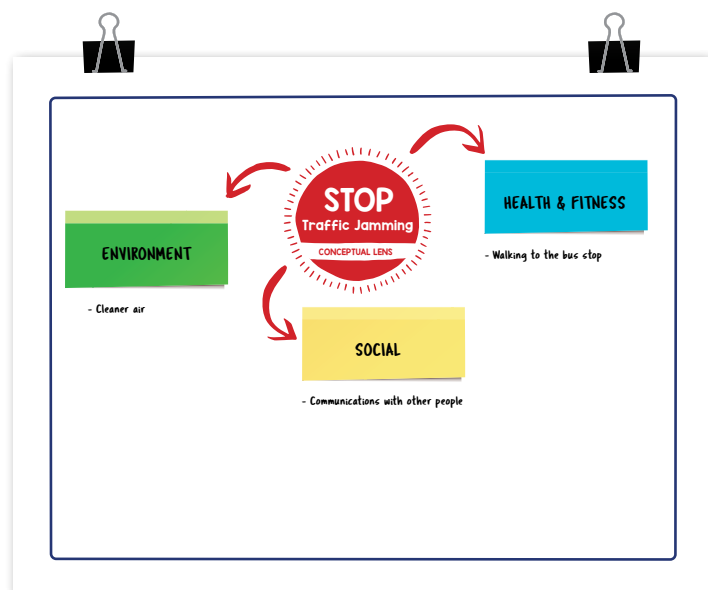 STOP
Traffic Jamming
CONCEPTUAL LENS
ENVIRONMENT
- Cleaner air
SOCIAL
- Communications with other people
HEALTH & FITNESS
- Walking to the bus stop